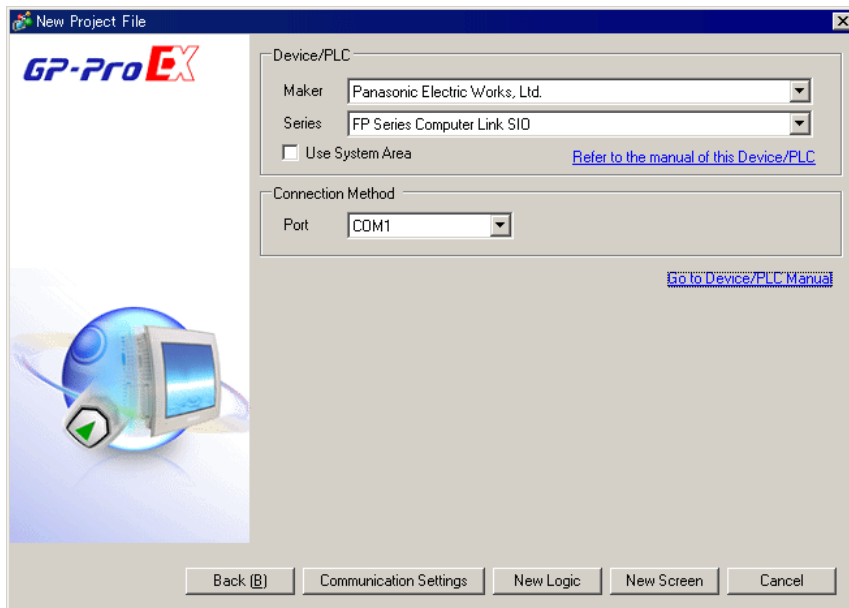 New Project File
GP-Pro EX
Device/PLC
Maker Panasonic Electric Works, Ltd.
Series FP Series Computer Link SIO
Use System Area Refer to the manual of this Device/PLC
Connection Method
Port COM1
Go to Device/PLC Manual
Back (B) Communication Settings New Logic New Screen Cancel